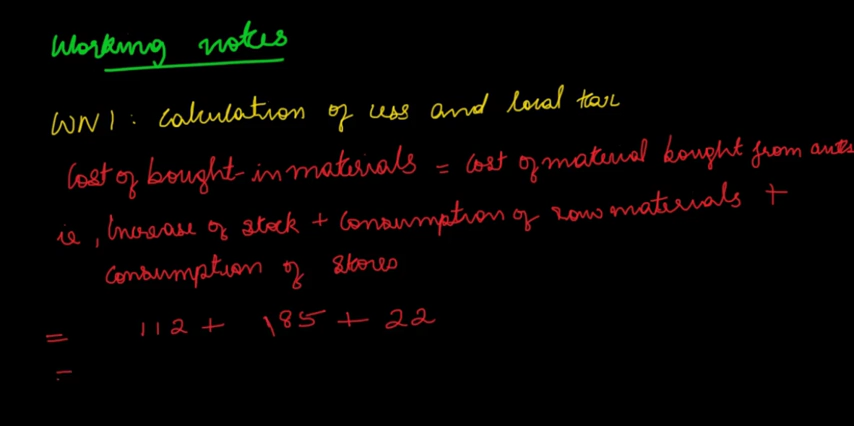 Working notes
WN1 : Calculation of cess and local tax
Cost of bought-in materials = cost of material bought from
ie, Increase of stock + consumption of raw materials +
consumption of stores
= 112 + 185 + 22
=